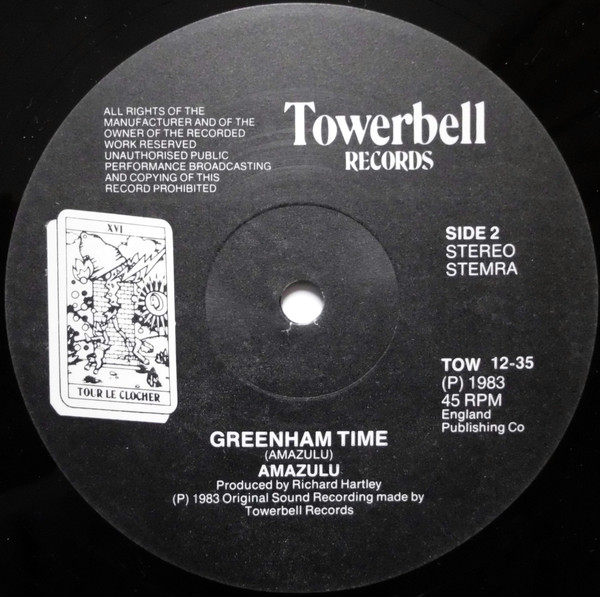 ALL RIGHTS OF THE
MANUFACTURER AND OF THE
OWNER OF THE RECORDED
WORK RESERVED
UNAUTHORISED PUBLIC
PERFORMANCE BROADCASTING
AND COPYING OF THIS
RECORD PROHIBITED
Towerbell
RECORDS
SIDE 2
STEREO
STEMRA
XVI
TOUR LE CLOCHER
TOW 12-35
(P) 1983
45 RPM
England
Publishing Co
GREENHAM TIME
(AMAZULU)
AMAZULU
Produced by Richard Hartley
(P) 1983 Original Sound Recording made by
Towerbell Records